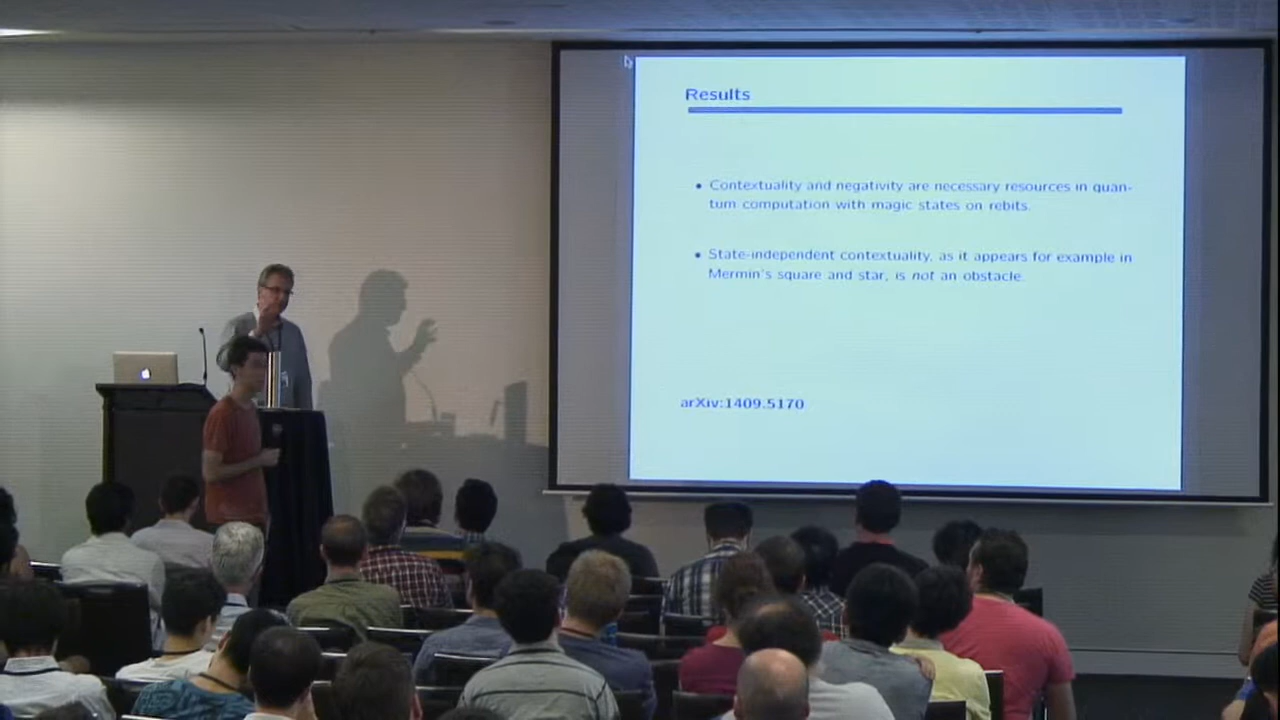 Results
• Contextuality and negativity are necessary resources in quan-
tum computation with magic states on rebits.
• State-independent contextuality, as it appears for example in
Mermin's square and star, is not an obstacle.
arXiv:1409.5170